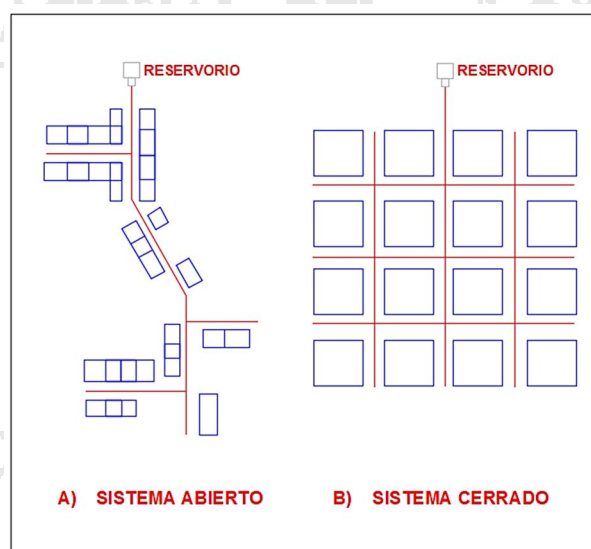 RESERVORIO
RESERVORIO
A) SISTEMA ABIERTO
B) SISTEMA CERRADO